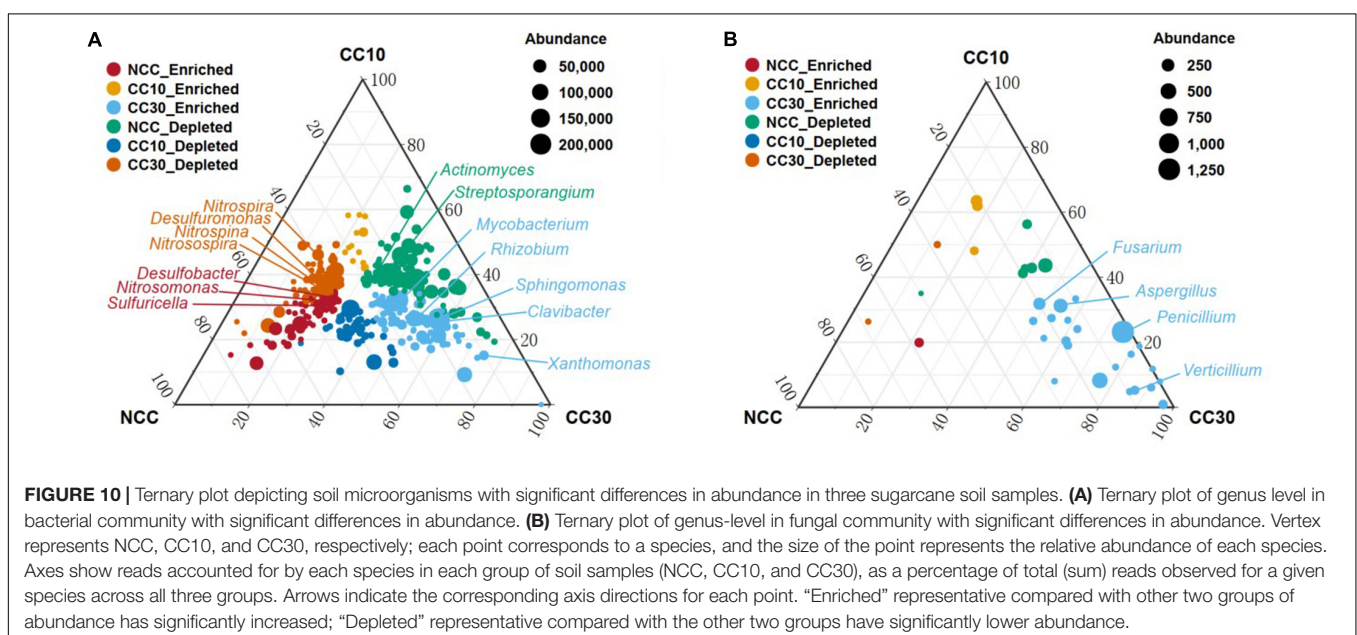 A
CC10
NCC_Enriched
CC10_Enriched
CC30_Enriched
NCC_Depleted
CC10_Depleted
CC30_Depleted
Abundance
50,000
100,000
150,000
200,000
100
80
60
40
20
20
40
60
80
100
20
40
60
80
100
NCC
CC30
Actinomyces
Streptosporangium
Mycobacterium
Rhizobium
Sphingomonas
Clavibacter
Xanthomonas
Nitrospira
Desulfuromonas
Nitrospina
Nitrosospira
Desulfobacter
Nitrosomonas
Sulfuricella
B
CC10
NCC_Enriched
CC10_Enriched
CC30_Enriched
NCC_Depleted
CC10_Depleted
CC30_Depleted
Abundance
250
500
750
1,000
1,250
100
80
60
40
20
20
40
60
80
100
20
40
60
80
100
NCC
CC30
Fusarium
Aspergillus
Penicillium
Verticillium
FIGURE 10 | Ternary plot depicting soil microorganisms with significant differences in abundance in three sugarcane soil samples. (A) Ternary plot of genus level in
bacterial community with significant differences in abundance. (B) Ternary plot of genus-level in fungal community with significant differences in abundance. Vertex
represents NCC, CC10, and CC30, respectively; each point corresponds to a species, and the size of the point represents the relative abundance of each species.
Axes show reads accounted for by each species in each group of soil samples (NCC, CC10, and CC30), as a percentage of total (sum) reads observed for a given
species across all three groups. Arrows indicate the corresponding axis directions for each point. “Enriched” representative compared with other two groups of
abundance has significantly increased; “Depleted” representative compared with the other two groups have significantly lower abundance.